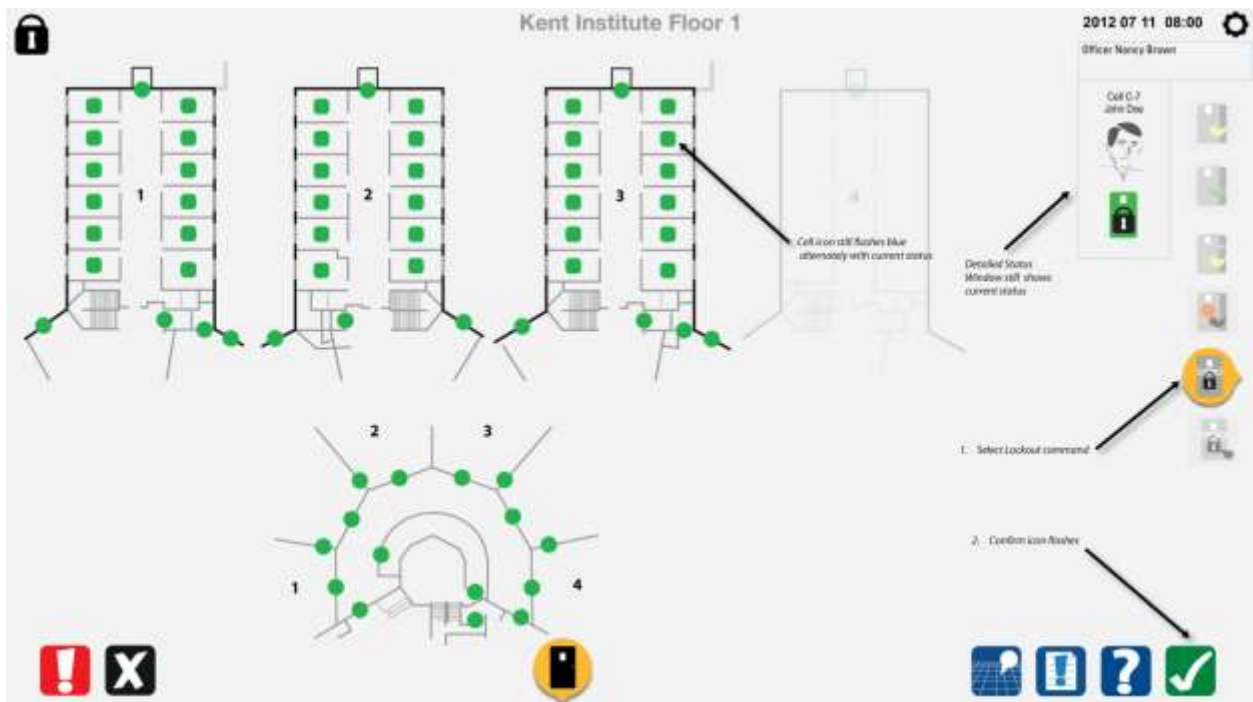 Kent Institute Floor 1
2012 07 11 08:00
Officer Nancy Brown
Cell C-7
John Doe
1
2
3
4
Cell icon still flashes blue
alternately with current status
Detailed Status
Window still shows
current status
1. Select Lockout command
2. Confirm icon flashes
2
3
1
4
! X
! ?